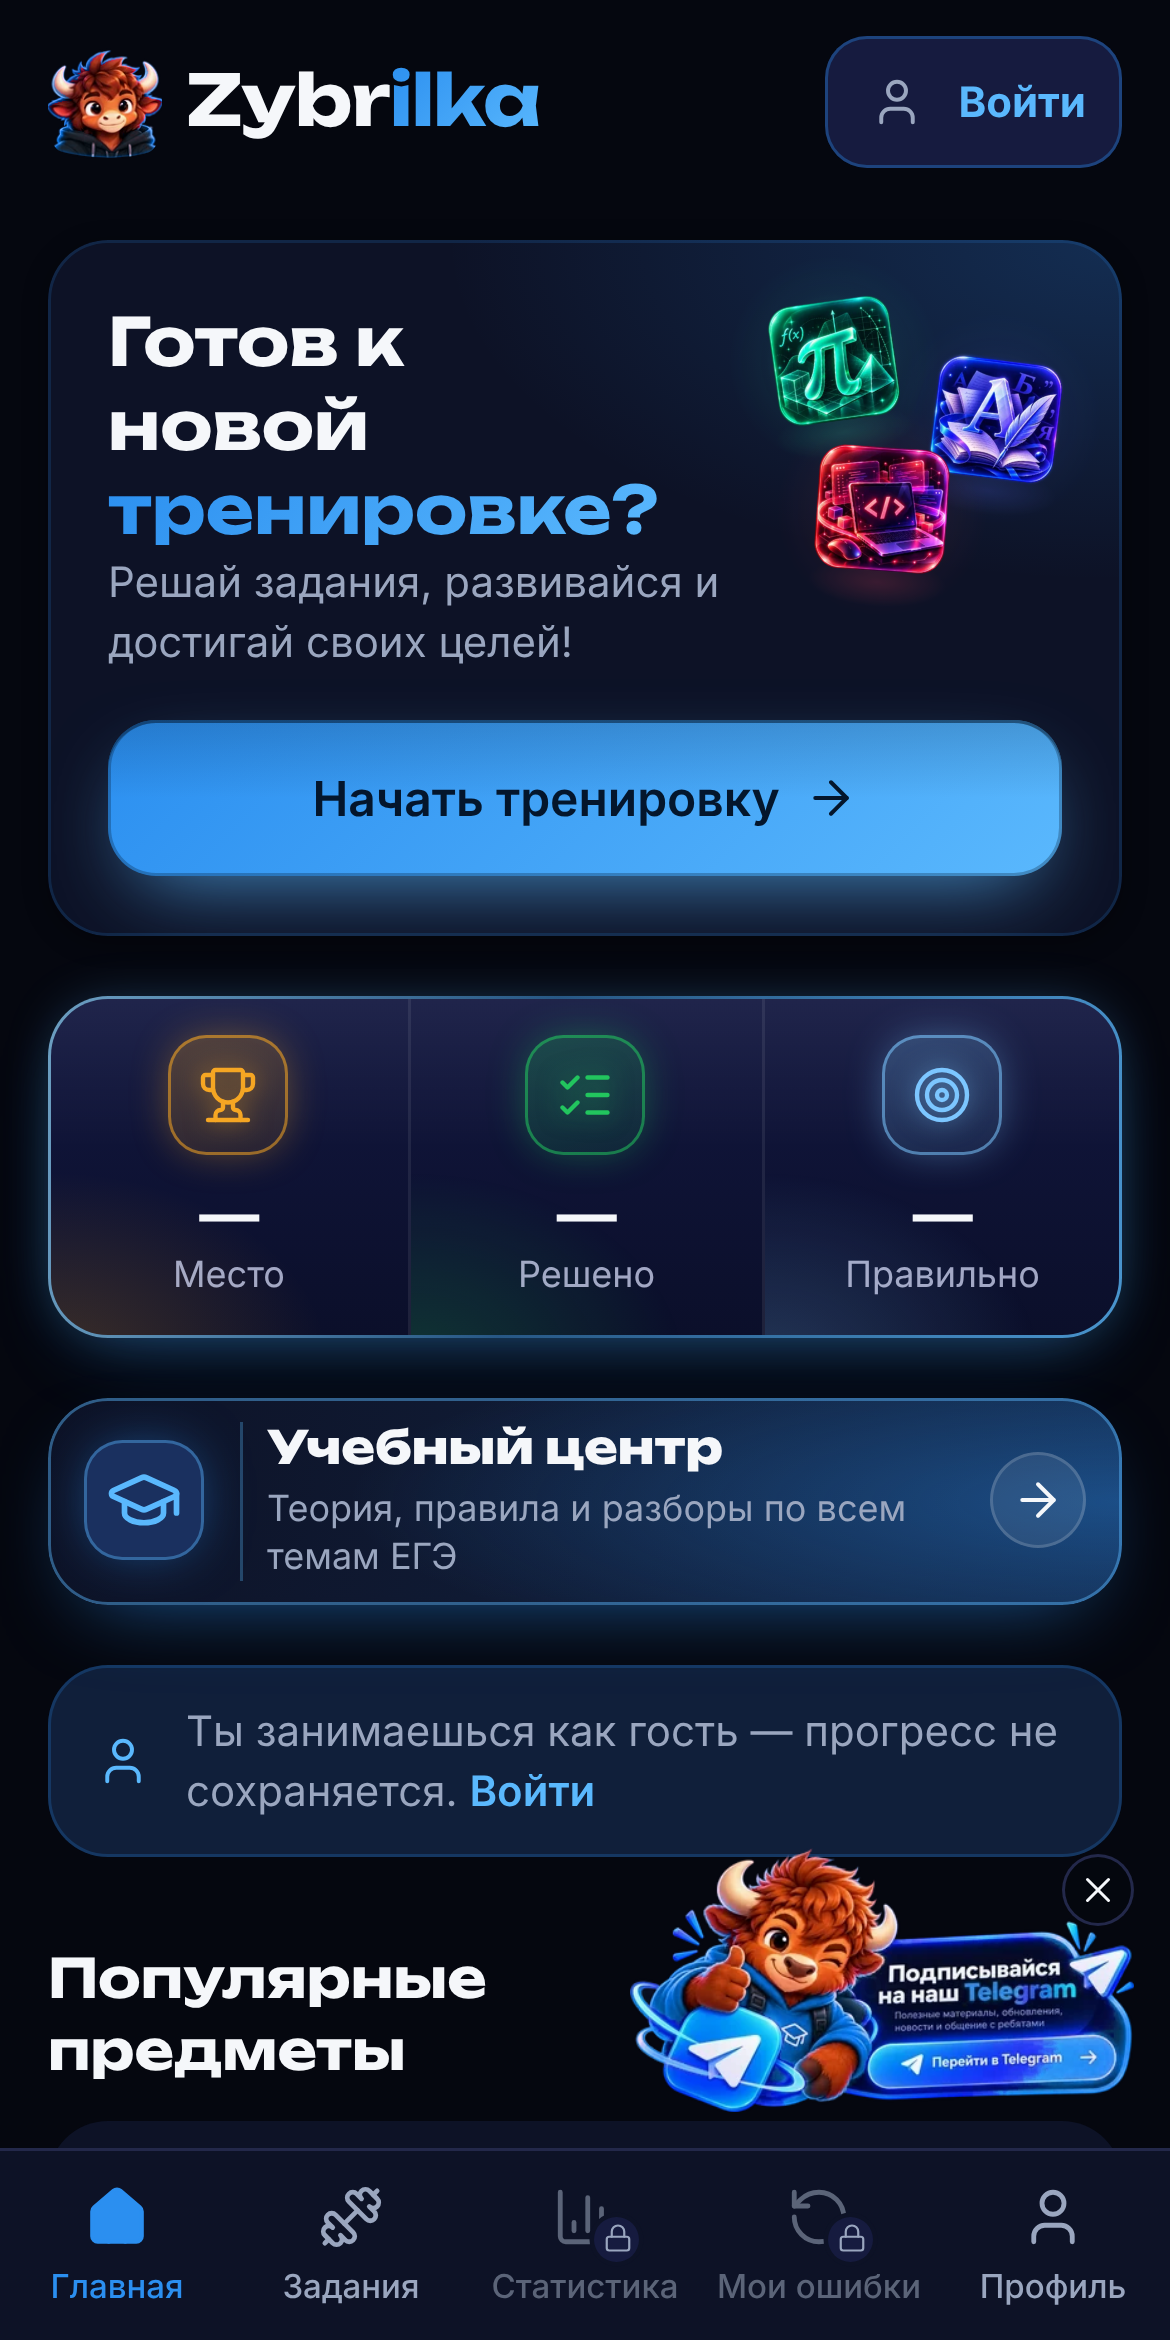 Zybrilka
Войти
Готов к
новой
тренировке?
Решай задания, развивайся и
достигай своих целей!
f(x)
π
А
Б
Я
</>
Начать тренировку
—
Место
—
Решено
—
Правильно
Учебный центр
Теория, правила и разборы по всем
темам ЕГЭ
Ты занимаешься как гость — прогресс не
сохраняется. Войти
Популярные
предметы
Подписывайся
на наш Telegram
Полезные материалы, обновления,
новости и общение с ребятами
Перейти в Telegram
Главная
Задания
Статистика
Мои ошибки
Профиль